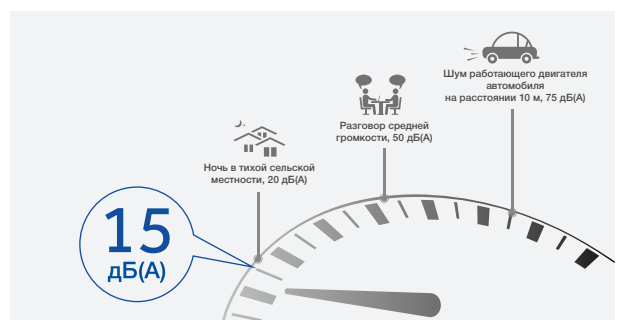 Шум работающего двигателя
автомобиля
на расстоянии 10 м, 75 дБ(A)
Разговор средней
громкости, 50 дБ(A)
Ночь в тихой сельской
местности, 20 дБ(A)
15
дБ(A)